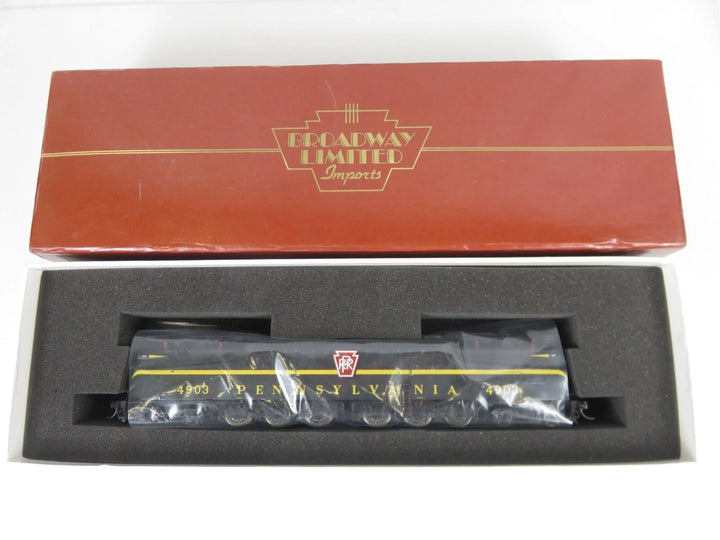 BROADWAY
LIMITED
Imports
PRR
4903 PENNSYLVANIA 4903